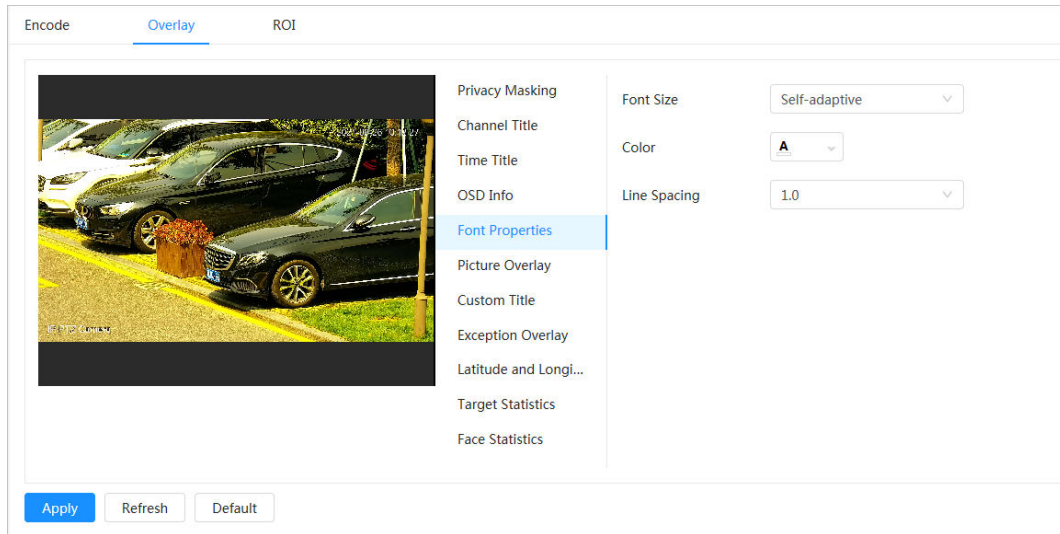 Encode Overlay ROI
Privacy Masking
Channel Title
Time Title
OSD Info
Font Properties
Picture Overlay
Custom Title
Exception Overlay
Latitude and Longi...
Target Statistics
Face Statistics
Font Size Self-adaptive
Color A
Line Spacing 1.0
Apply Refresh Default